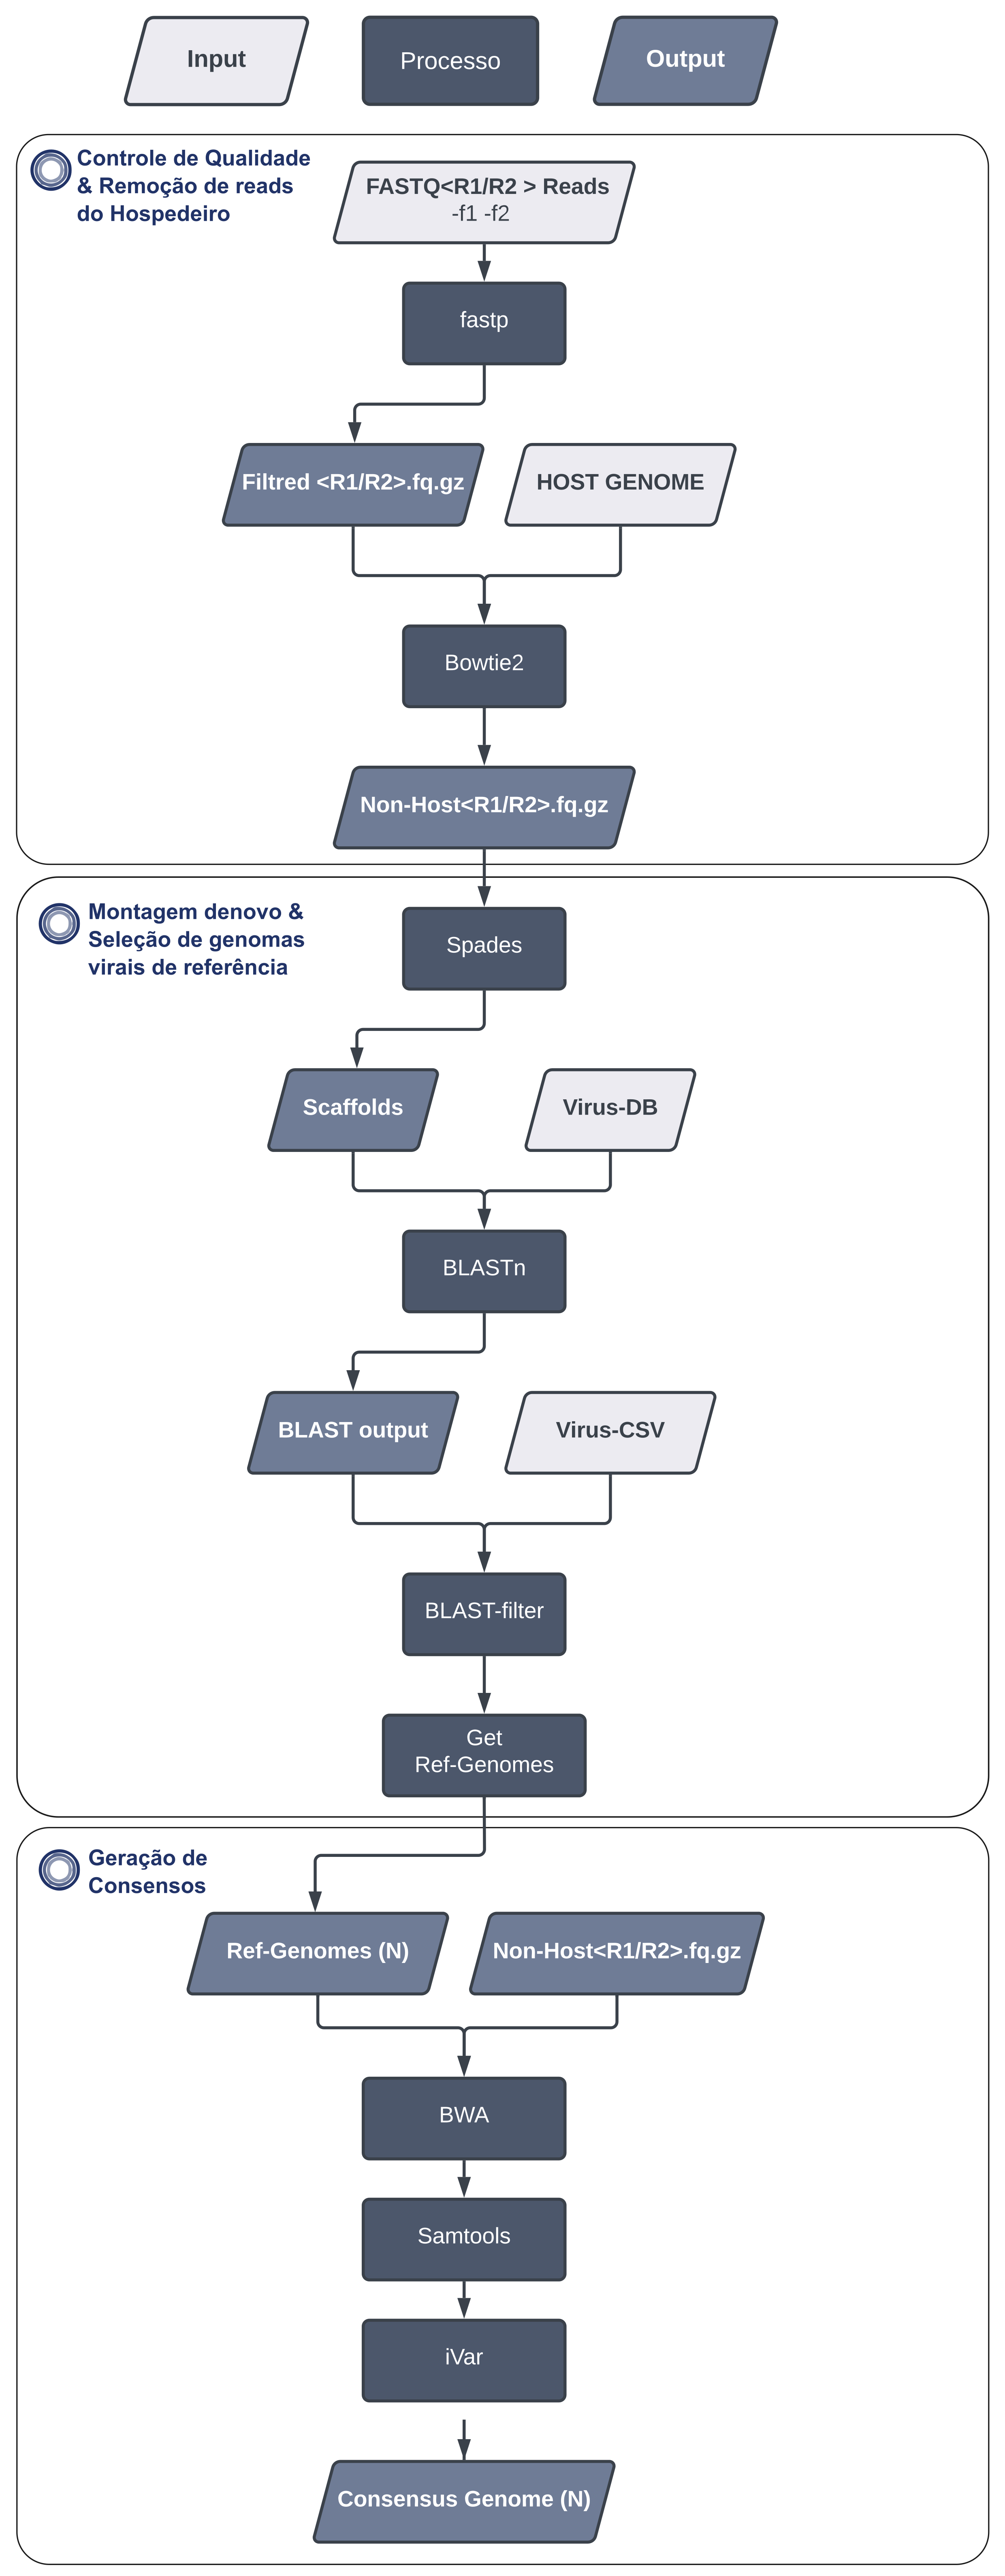 Input
Processo
Output
Controle de Qualidade
& Remoção de reads
do Hospedeiro
FASTQ<R1/R2 > Reads
-f1 -f2
fastp
Filtred <R1/R2>.fq.gz
HOST GENOME
Bowtie2
Non-Host<R1/R2>.fq.gz
Montagem denovo &
Seleção de genomas
virais de referência
Spades
Scaffolds
Virus-DB
BLASTn
BLAST output
Virus-CSV
BLAST-filter
Get
Ref-Genomes
Geração de
Consensos
Ref-Genomes (N)
Non-Host<R1/R2>.fq.gz
BWA
Samtools
iVar
Consensus Genome (N)